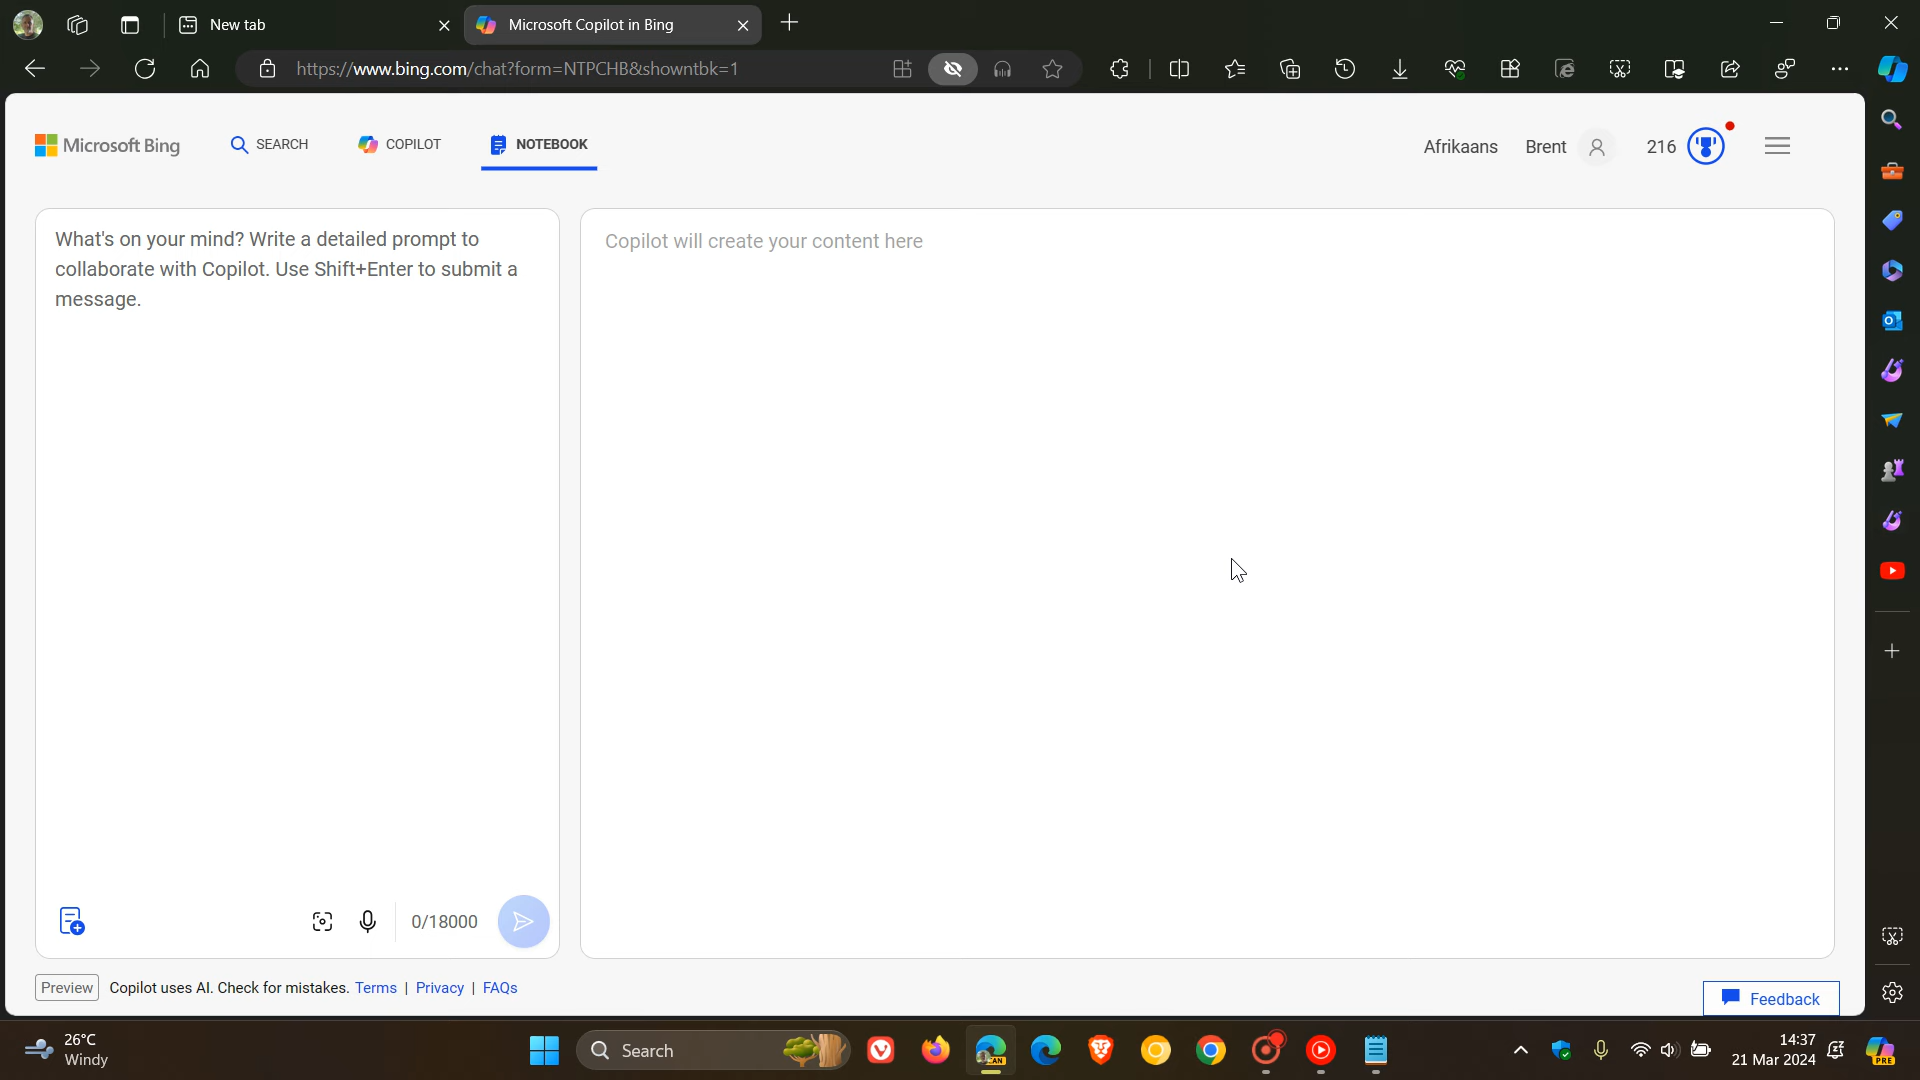 New tab
Microsoft Copilot in Bing
https://www.bing.com/chat?form=NTPCHB&showntbk=1
Microsoft Bing
SEARCH
COPILOT
NOTEBOOK
Afrikaans
Brent
216
What's on your mind? Write a detailed prompt to
collaborate with Copilot. Use Shift+Enter to submit a
message.
Copilot will create your content here
0/18000
Preview
Copilot uses AI. Check for mistakes. Terms | Privacy | FAQs
Feedback
26°C
Windy
Search
CAN
14:37
21 Mar 2024
PRE